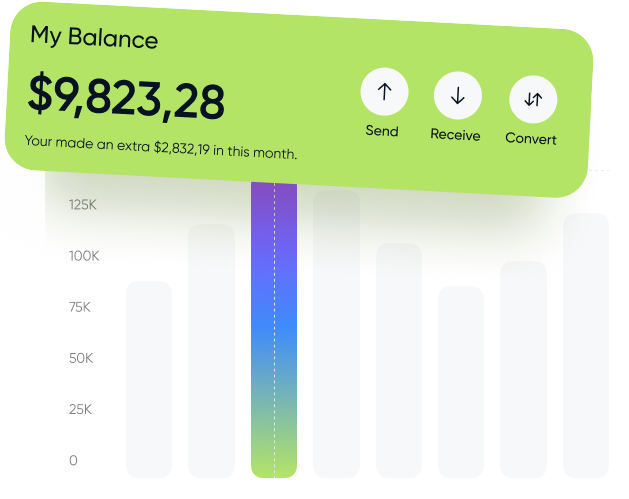 My Balance
$9,823,28
Your made an extra $2,832,19 in this month.
Send
Receive
Convert
125K
100K
75K
50K
25K
0